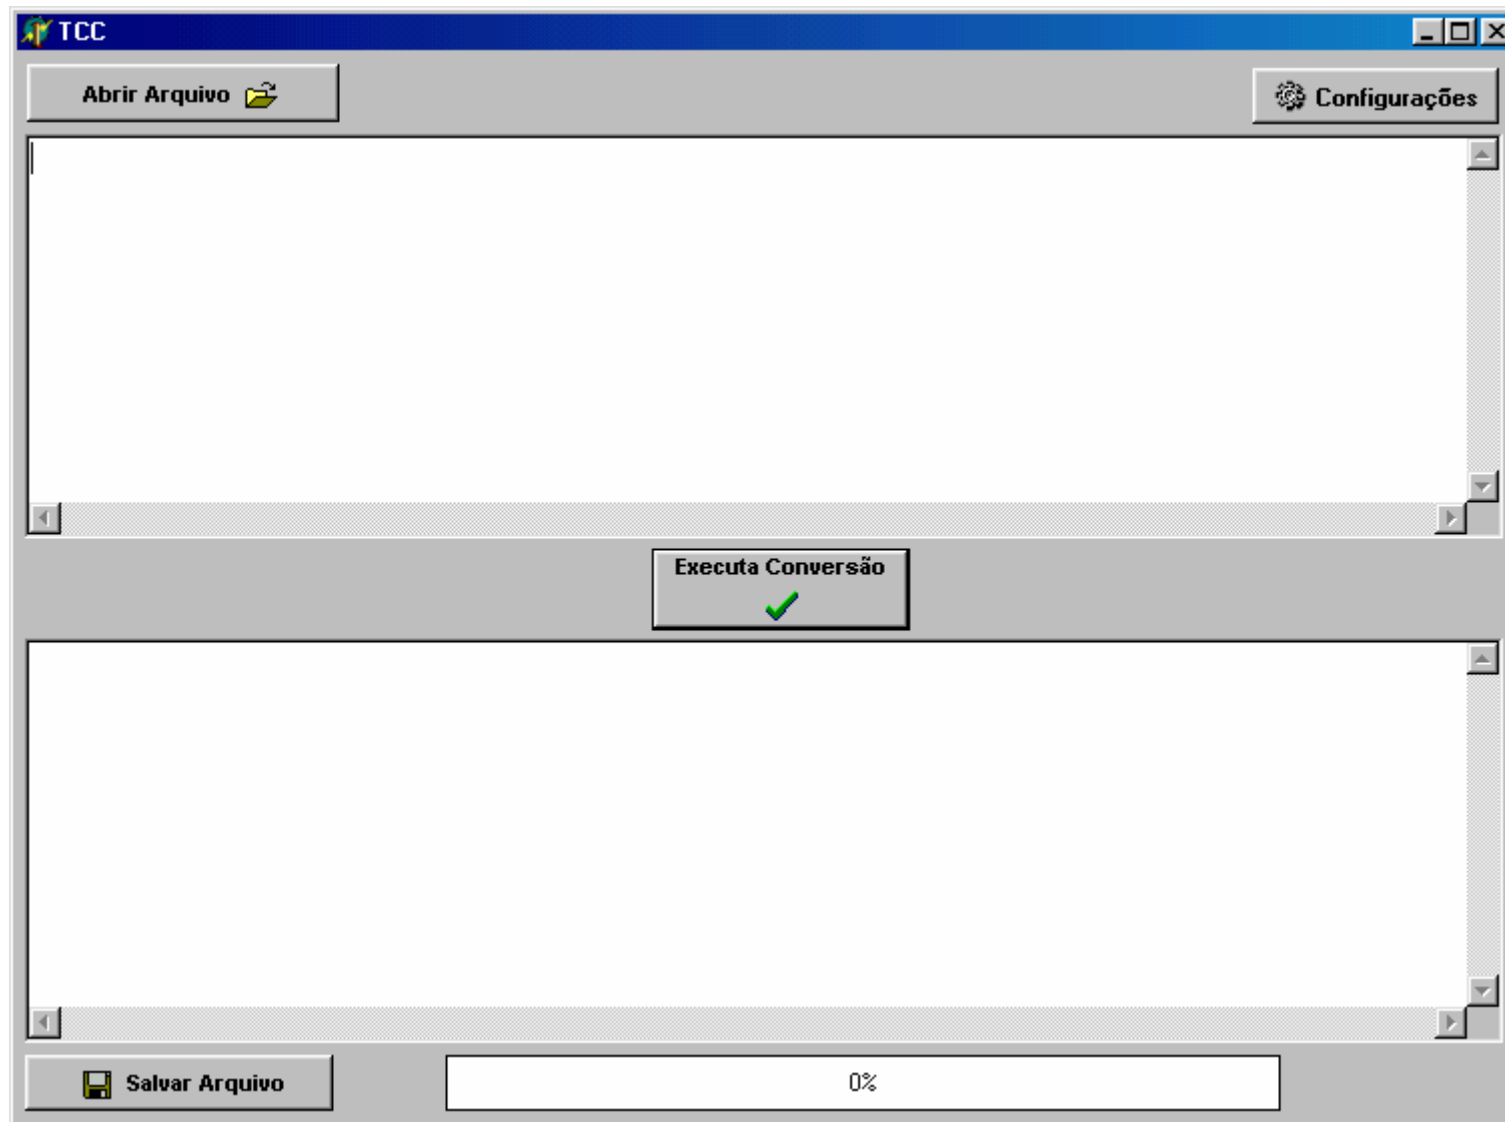 TCC
Abrir Arquivo
Configurações
Executa Conversão
Salvar Arquivo
0%